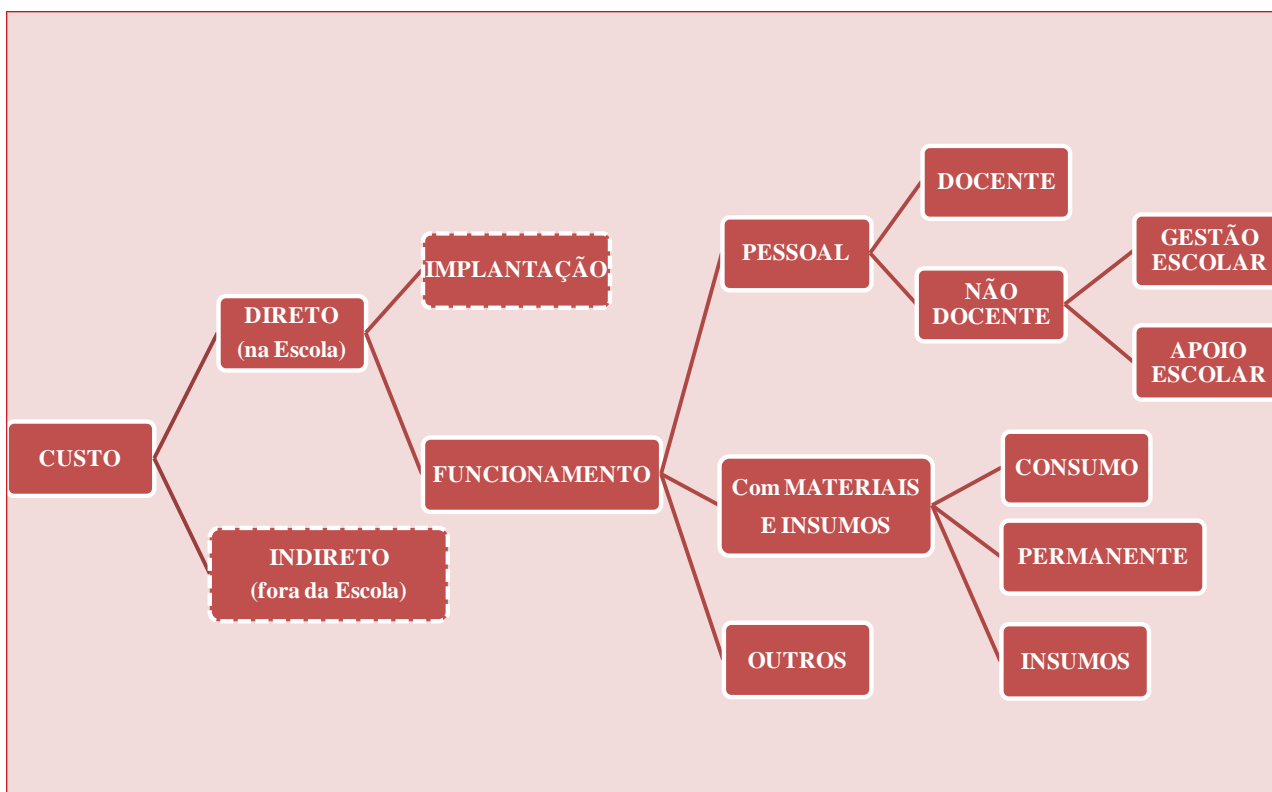 CUSTO
DIRETO
(na Escola)
INDIRETO
(fora da Escola)
IMPLANTAÇÃO
FUNCIONAMENTO
PESSOAL
DOCENTE
NÃO
DOCENTE
GESTÃO
ESCOLAR
APOIO
ESCOLAR
Com MATERIAIS
E INSUMOS
CONSUMO
PERMANENTE
INSUMOS
OUTROS